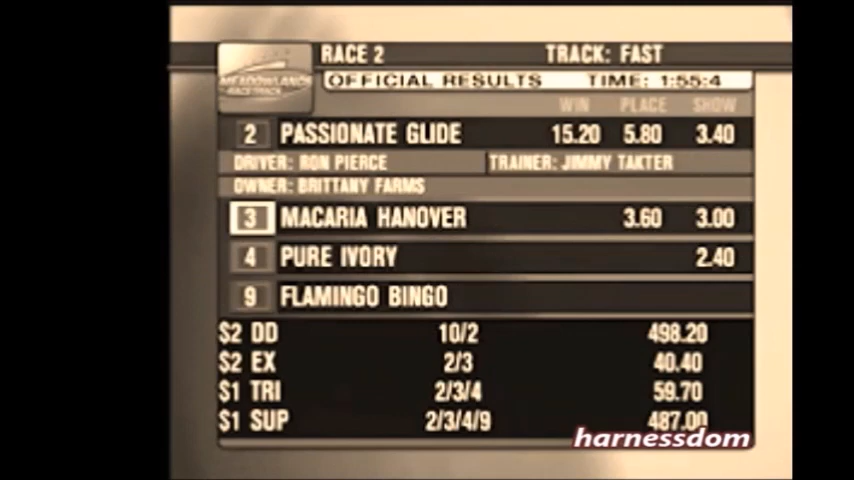 RACE 2 TRACK: FAST
MEADOWLANDS
RACETRACK
OFFICIAL RESULTS TIME: 1:55:4
WIN PLACE SHOW
2 PASSIONATE GLIDE 15.20 5.80 3.40
DRIVER: RON PIERCE TRAINER: JIMMY TAKTER
OWNER: BRITTANY FARMS
3 MACARIA HANOVER 3.60 3.00
4 PURE IVORY 2.40
9 FLAMINGO BINGO
$2 DD 10/2 498.20
$2 EX 2/3 40.40
$1 TRI 2/3/4 59.70
$1 SUP 2/3/4/9 487.00
harnessdom